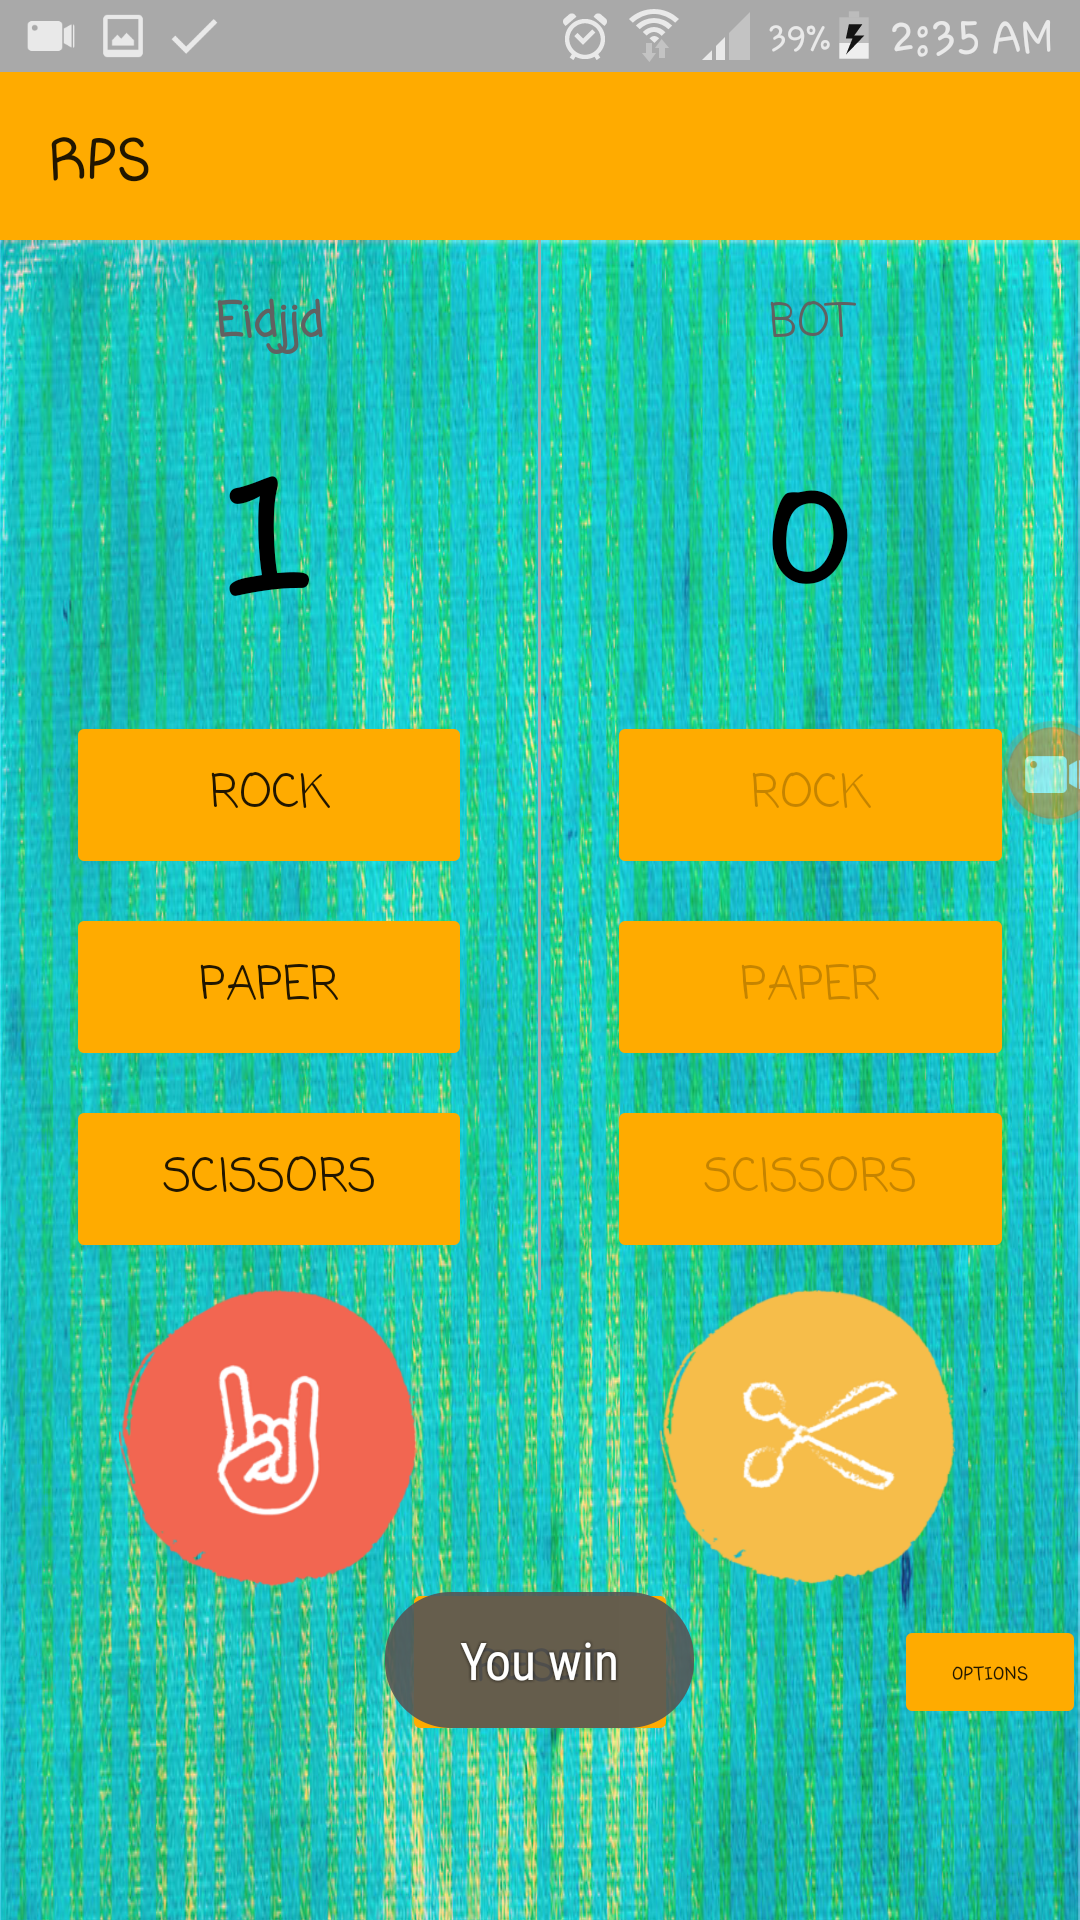 39% 2:35 AM
RPS
Eidjjd BOT
1 0
ROCK ROCK
PAPER PAPER
SCISSORS SCISSORS
You win
OPTIONS